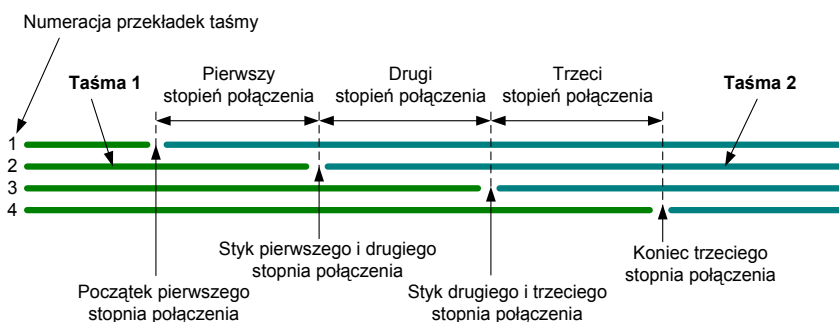 Numeracja przekładek taśmy
Taśma 1
Pierwszy
stopień połączenia
Drugi
stopień połączenia
Trzeci
stopień połączenia
Taśma 2
1
2
3
4
Początek pierwszego
stopnia połączenia
Styk pierwszego i drugiego
stopnia połączenia
Styk drugiego i trzeciego
stopnia połączenia
Koniec trzeciego
stopnia połączenia